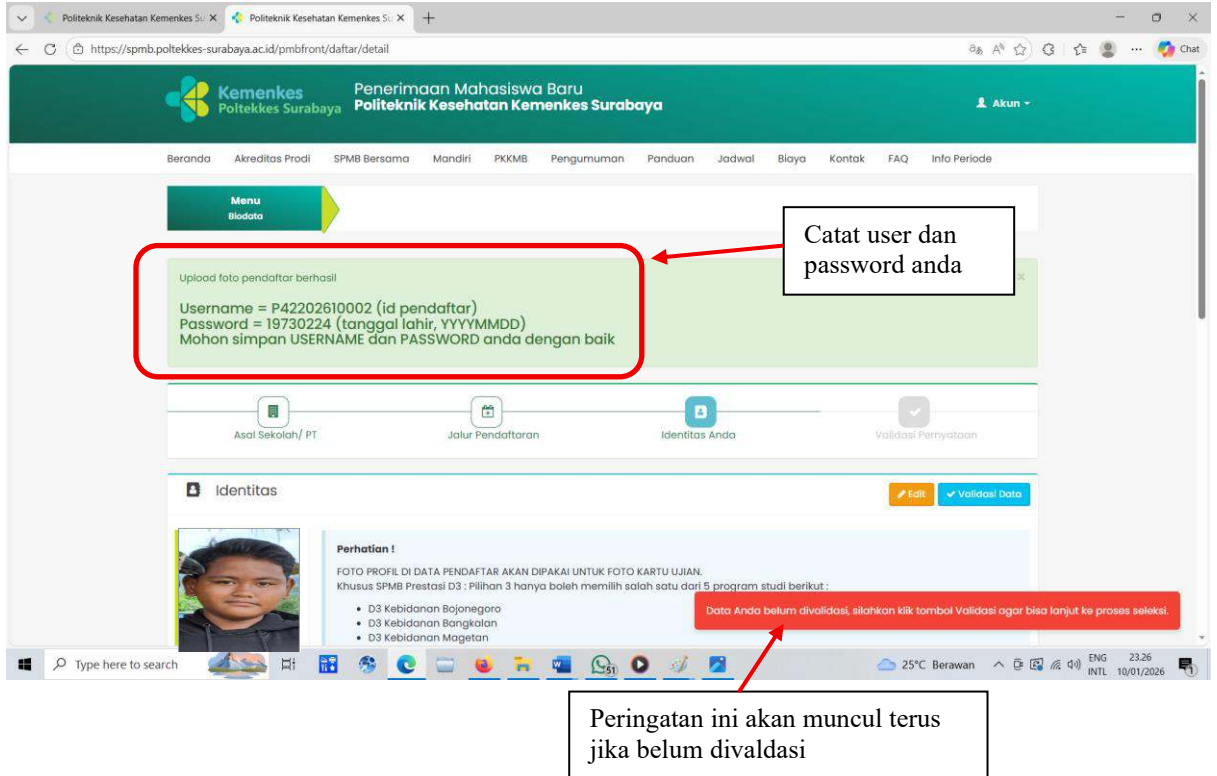 Politeknik Kesehatan Kemenkes Su
Politeknik Kesehatan Kemenkes Su
https://spmb.poltekkes-surabaya.ac.id/pmbfront/daftar/detail
Chat
Kemenkes
Poltekkes Surabaya
Penerimaan Mahasiswa Baru
Politeknik Kesehatan Kemenkes Surabaya
Akun
Beranda Akreditas Prodi SPMB Bersama Mandiri PKKMB Pengumuman Panduan Jadwal Biaya Kontak FAQ Info Periode
Menu
Biodata
Catat user dan
password anda
Upload foto pendaftar berhasil
Username = P42202610002 (id pendaftar)
Password = 19730224 (tanggal lahir, YYYYMMDD)
Mohon simpan USERNAME dan PASSWORD anda dengan baik
Asal Sekolah/ PT
Jalur Pendaftaran
Identitas Anda
Validasi Pernyataan
Identitas
Edit
Validasi Data
Perhatian !
FOTO PROFIL DI DATA PENDAFTAR AKAN DIPAKAI UNTUK FOTO KARTU UJIAN.
Khusus SPMB Prestasi D3 : Pilihan 3 hanya boleh memilih salah satu dari 5 program studi berikut :
D3 Kebidanan Bojonegoro
D3 Kebidanan Bangkalan
D3 Kebidanan Magetan
Data Anda belum divalidasi, silahkan klik tombol Validasi agar bisa lanjut ke proses seleksi.
Type here to search
51
25°C Berawan
ENG
INTL
23.26
10/01/2026
1
Peringatan ini akan muncul terus
jika belum divaldasi